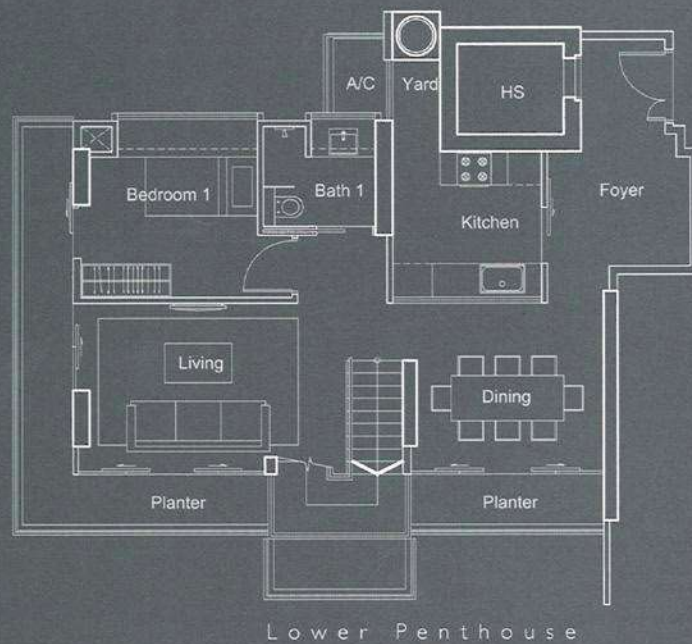 A/C
Yard
HS
Bedroom 1
Bath 1
Foyer
Kitchen
Living
Dining
Planter
Planter
Lower Penthouse